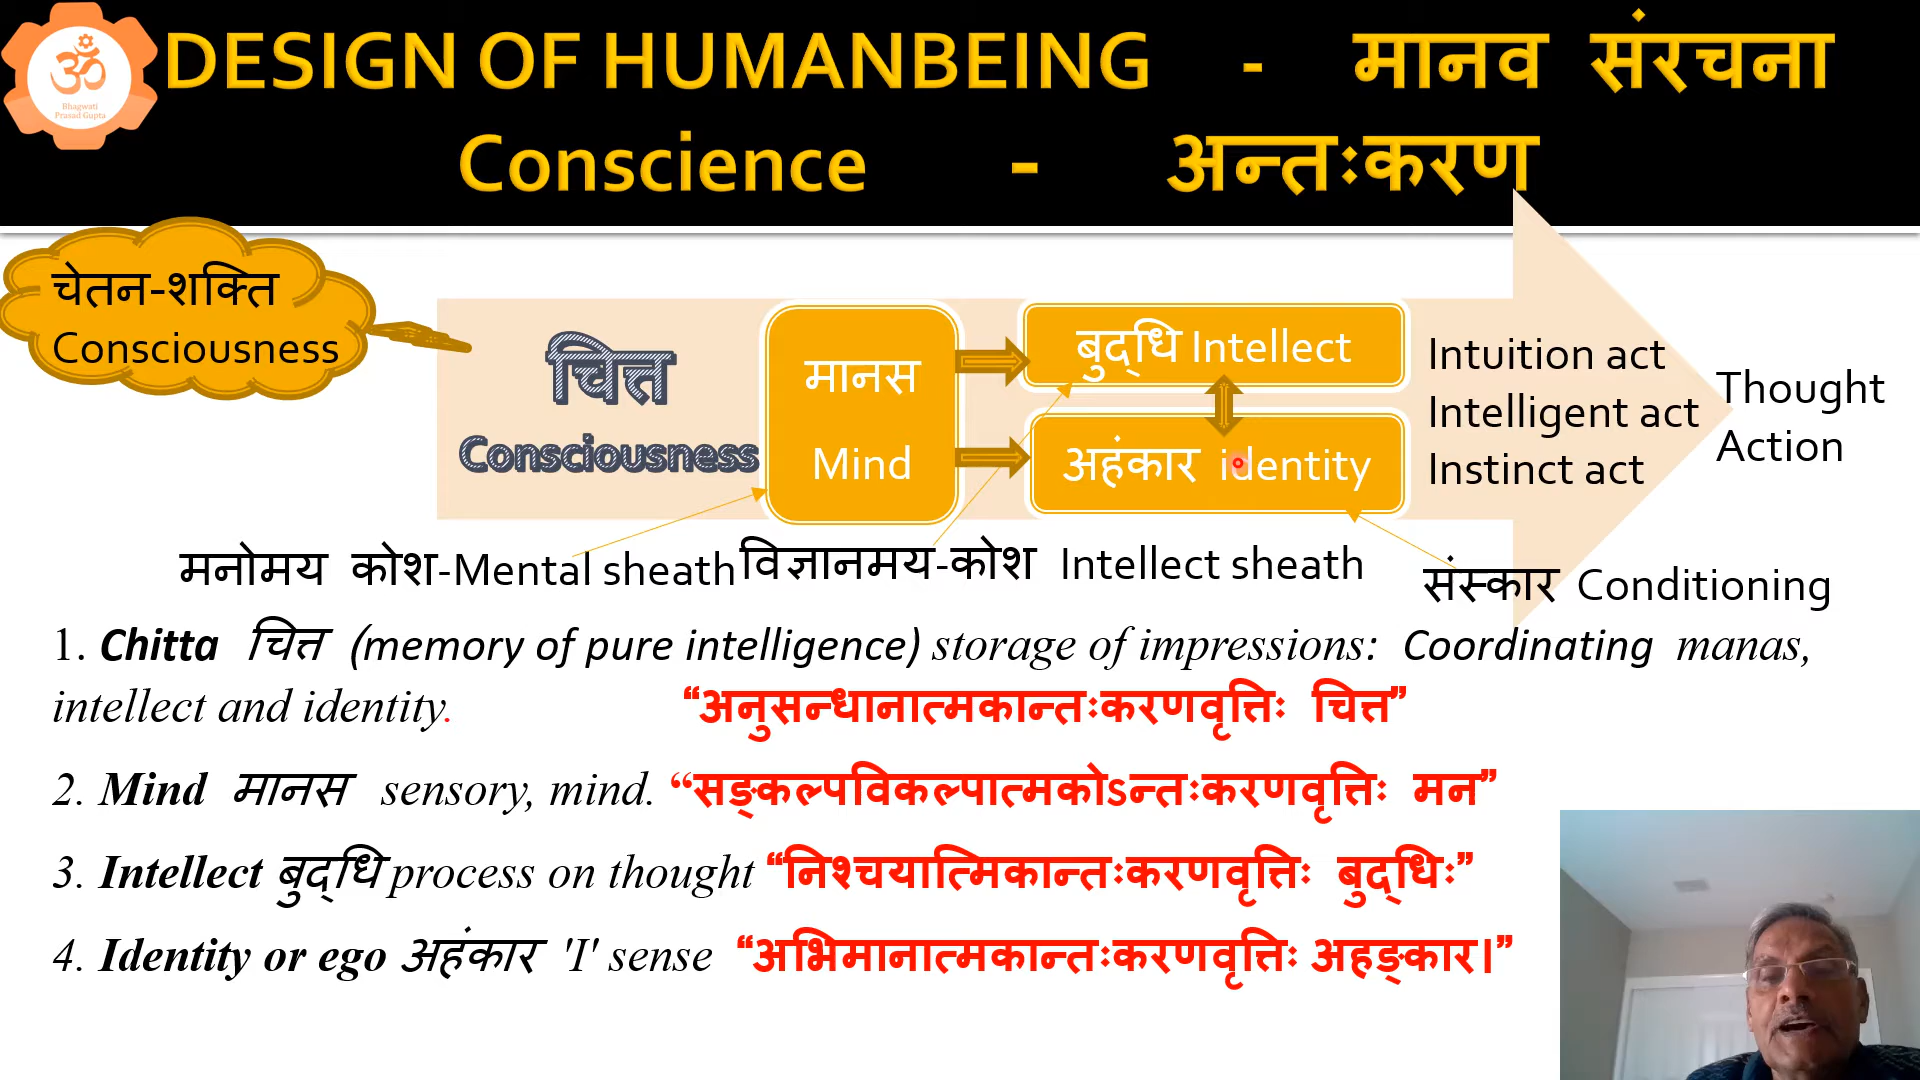 DESIGN OF HUMANBEING - मानव संरचना
Conscience - अन्तःकरण
ॐ
Bhagwati
Prasad Gupta
चेतन-शक्ति
Consciousness
चित्त
Consciousness
मानस
Mind
बुद्धि Intellect
अहंकार identity
Intuition act
Intelligent act
Instinct act
Thought
Action
मनोमय कोश-Mental sheath
विज्ञानमय-कोश Intellect sheath
संस्कार Conditioning
1. Chitta चित्त (memory of pure intelligence) storage of impressions: Coordinating manas,
intellect and identity. “अनुसन्धानात्मकान्तःकरणवृत्तिः चित्त”
2. Mind मानस sensory, mind. “सङ्कल्पविकल्पात्मकोऽन्तःकरणवृत्तिः मन”
3. Intellect बुद्धि process on thought “निश्चयात्मिकान्तःकरणवृत्तिः बुद्धिः”
4. Identity or ego अहंकार 'I' sense “अभिमानात्मकान्तःकरणवृत्तिः अहङ्कार।”